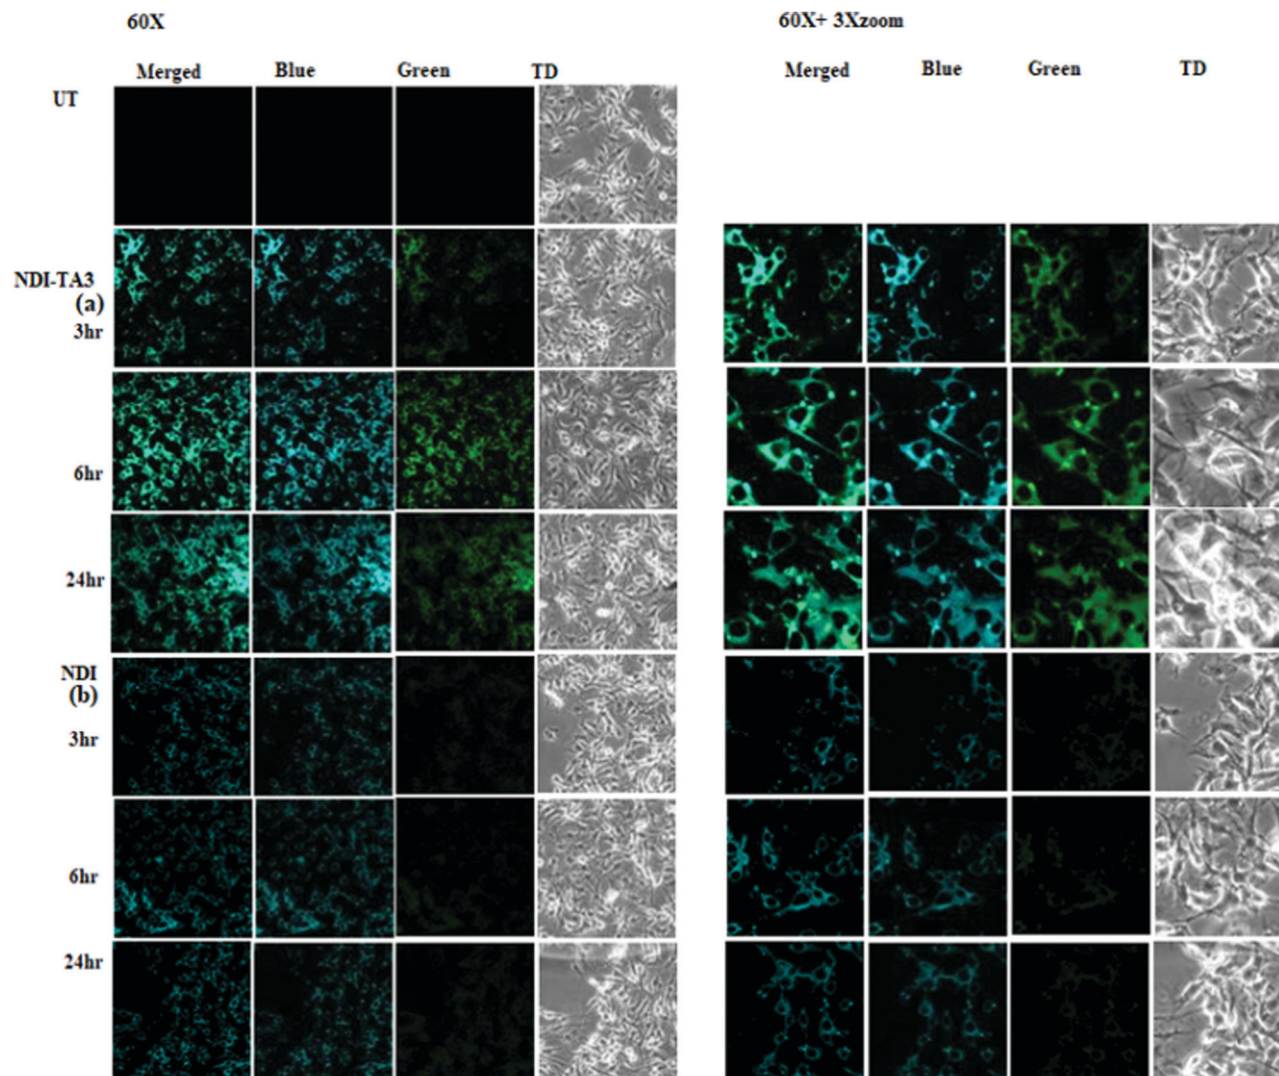 60X
60X+ 3Xzoom
Merged Blue Green TD
Merged Blue Green TD
UT
NDI-TA3
(a)
3hr
6hr
24hr
NDI
(b)
3hr
6hr
24hr